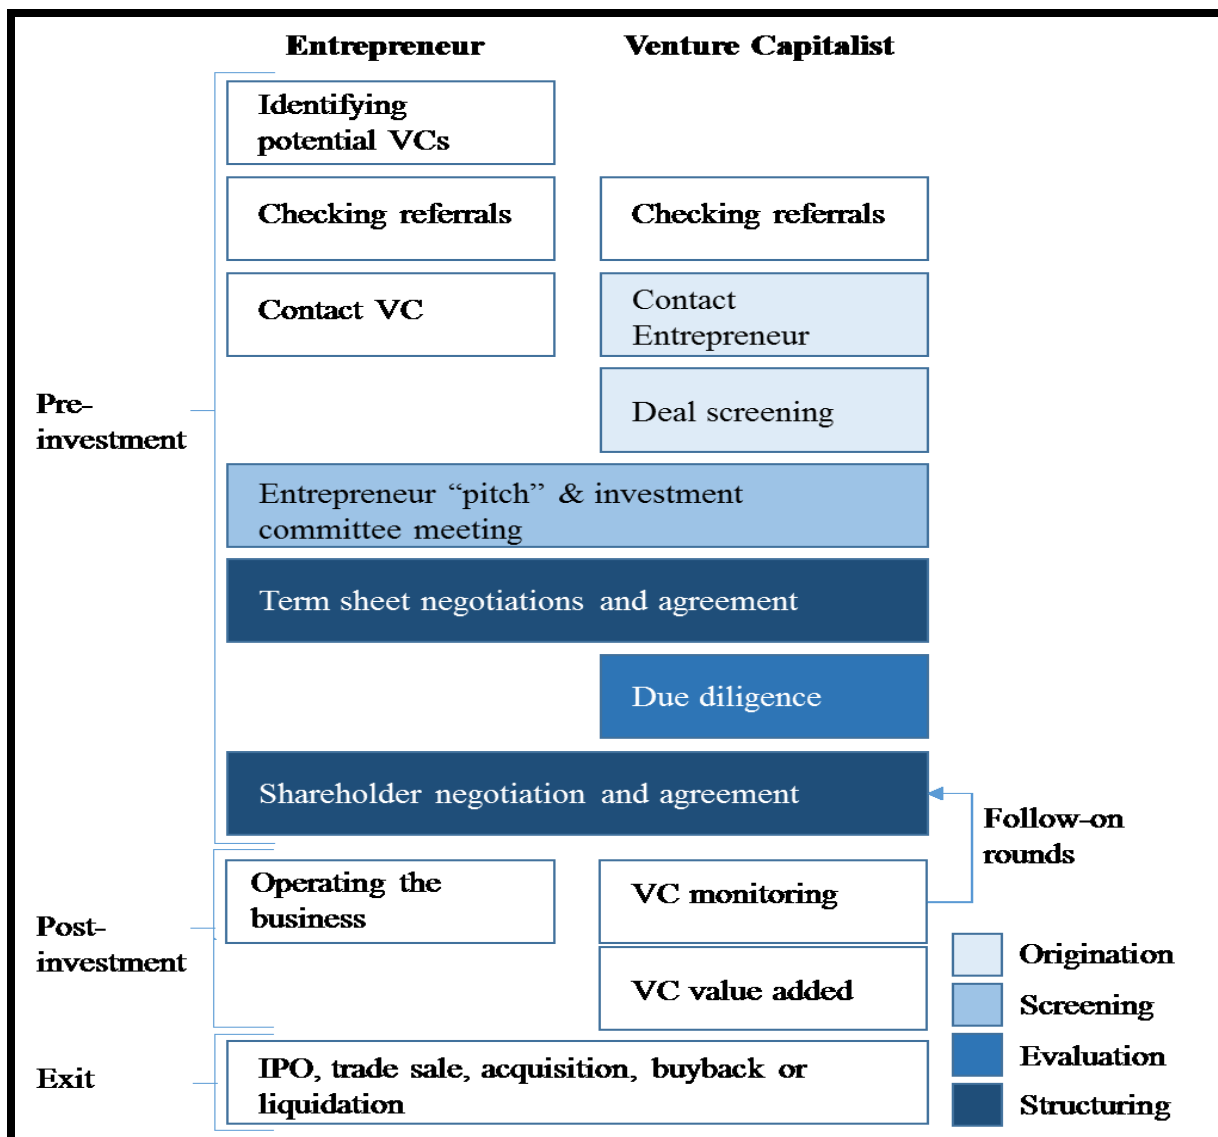 Entrepreneur
Venture Capitalist
Identifying
potential VCs
Checking referrals
Checking referrals
Contact VC
Contact
Entrepreneur
Pre-
investment
Deal screening
Entrepreneur “pitch” & investment
committee meeting
Term sheet negotiations and agreement
Due diligence
Shareholder negotiation and agreement
Follow-on
rounds
Post-
investment
Operating the
business
VC monitoring
VC value added
Exit
IPO, trade sale, acquisition, buyback or
liquidation
Origination
Screening
Evaluation
Structuring